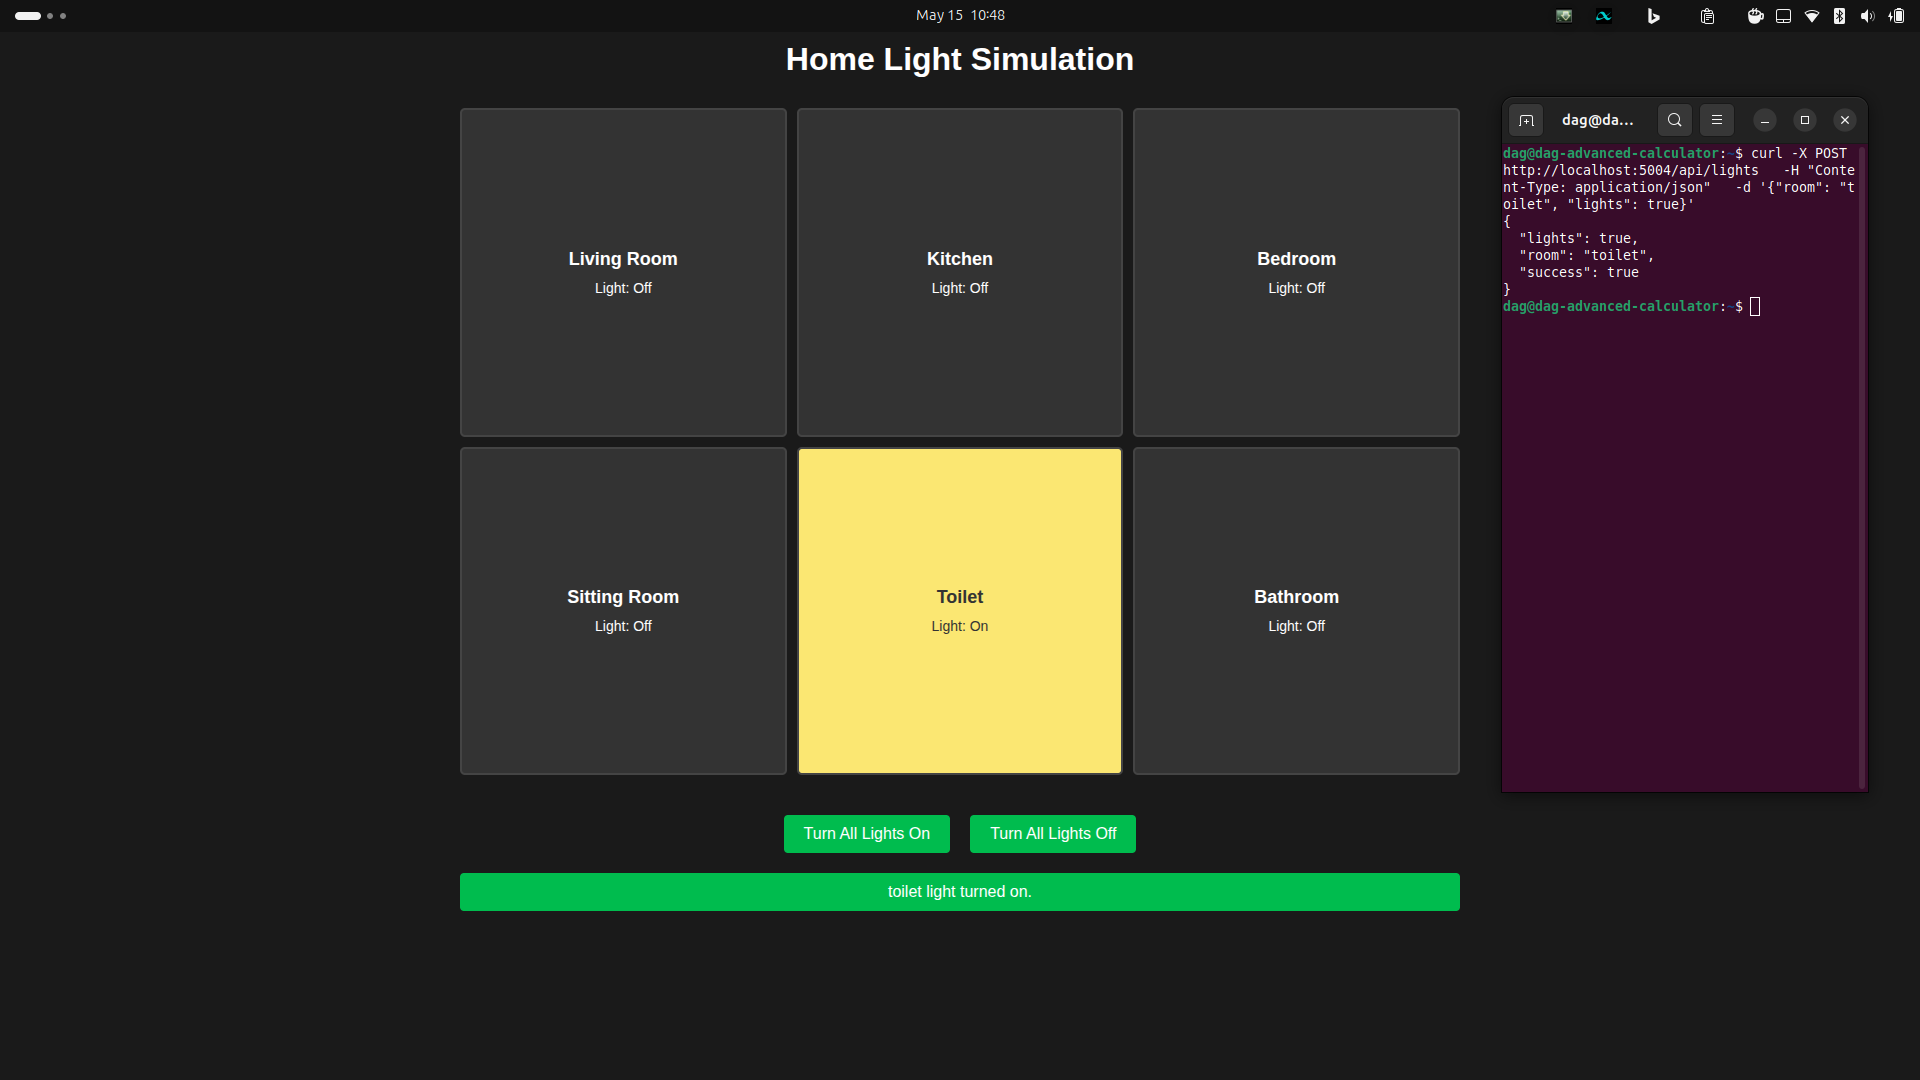 May 15 10:48
Home Light Simulation
Living Room
Light: Off
Kitchen
Light: Off
Bedroom
Light: Off
Sitting Room
Light: Off
Toilet
Light: On
Bathroom
Light: Off
Turn All Lights On
Turn All Lights Off
toilet light turned on.
dag@da...
dag@dag-advanced-calculator:~$ curl -X POST
http://localhost:5004/api/lights   -H "Conte
nt-Type: application/json"   -d '{"room": "t
oilet", "lights": true}'
{
  "lights": true,
  "room": "toilet",
  "success": true
}
dag@dag-advanced-calculator:~$